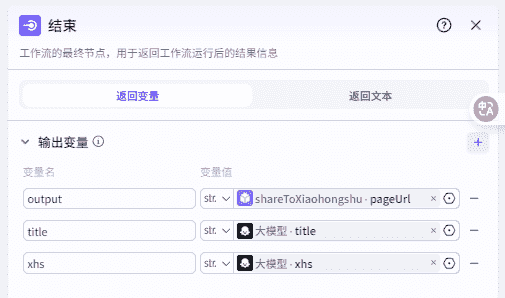 结束
工作流的最终节点，用于返回工作流运行后的结果信息
返回变量 返回文本
中A
输出变量
变量名 变量值
output str. shareToXiaohongshu · pageUrl
title str. 大模型 · title
xhs str. 大模型 · xhs